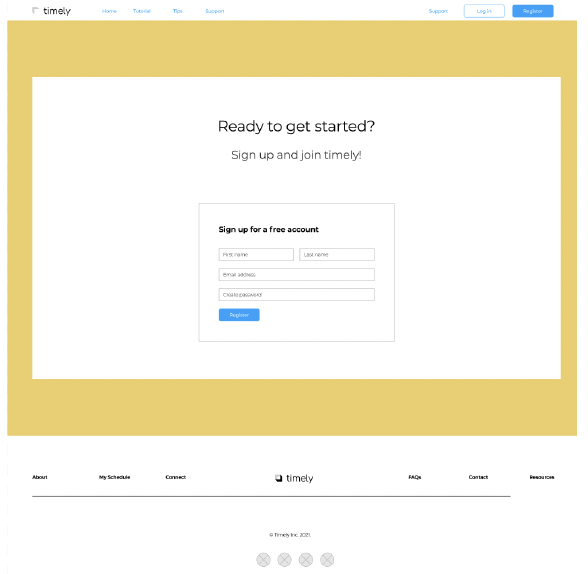 timely Home Tutorial Tips Support Support Log In Register
Ready to get started?
Sign up and join timely!
Sign up for a free account
First name Last name
Email address
Create password
Register
About My Schedule Connect timely FAQs Contact Resources
© Timely Inc. 2021.